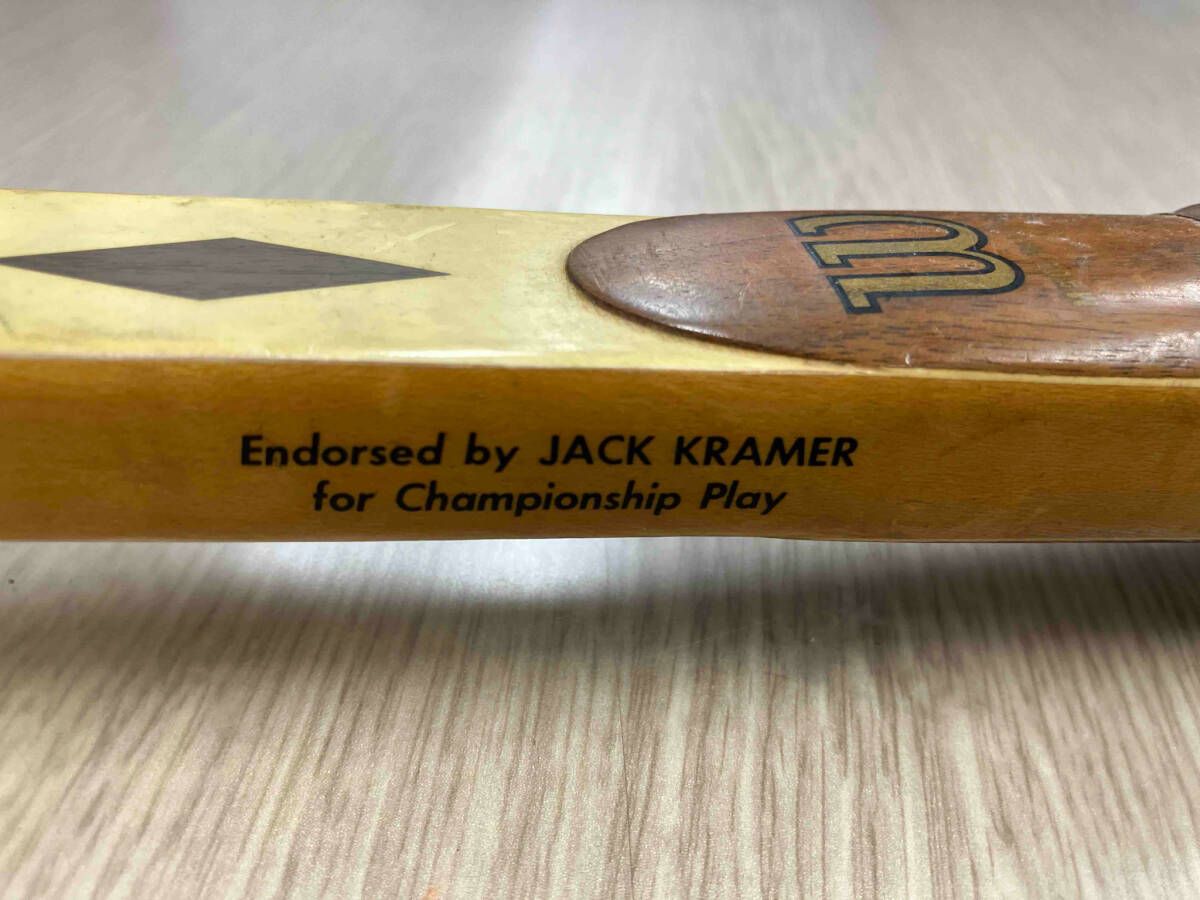 Endorsed by JACK KRAMER
for Championship Play
W